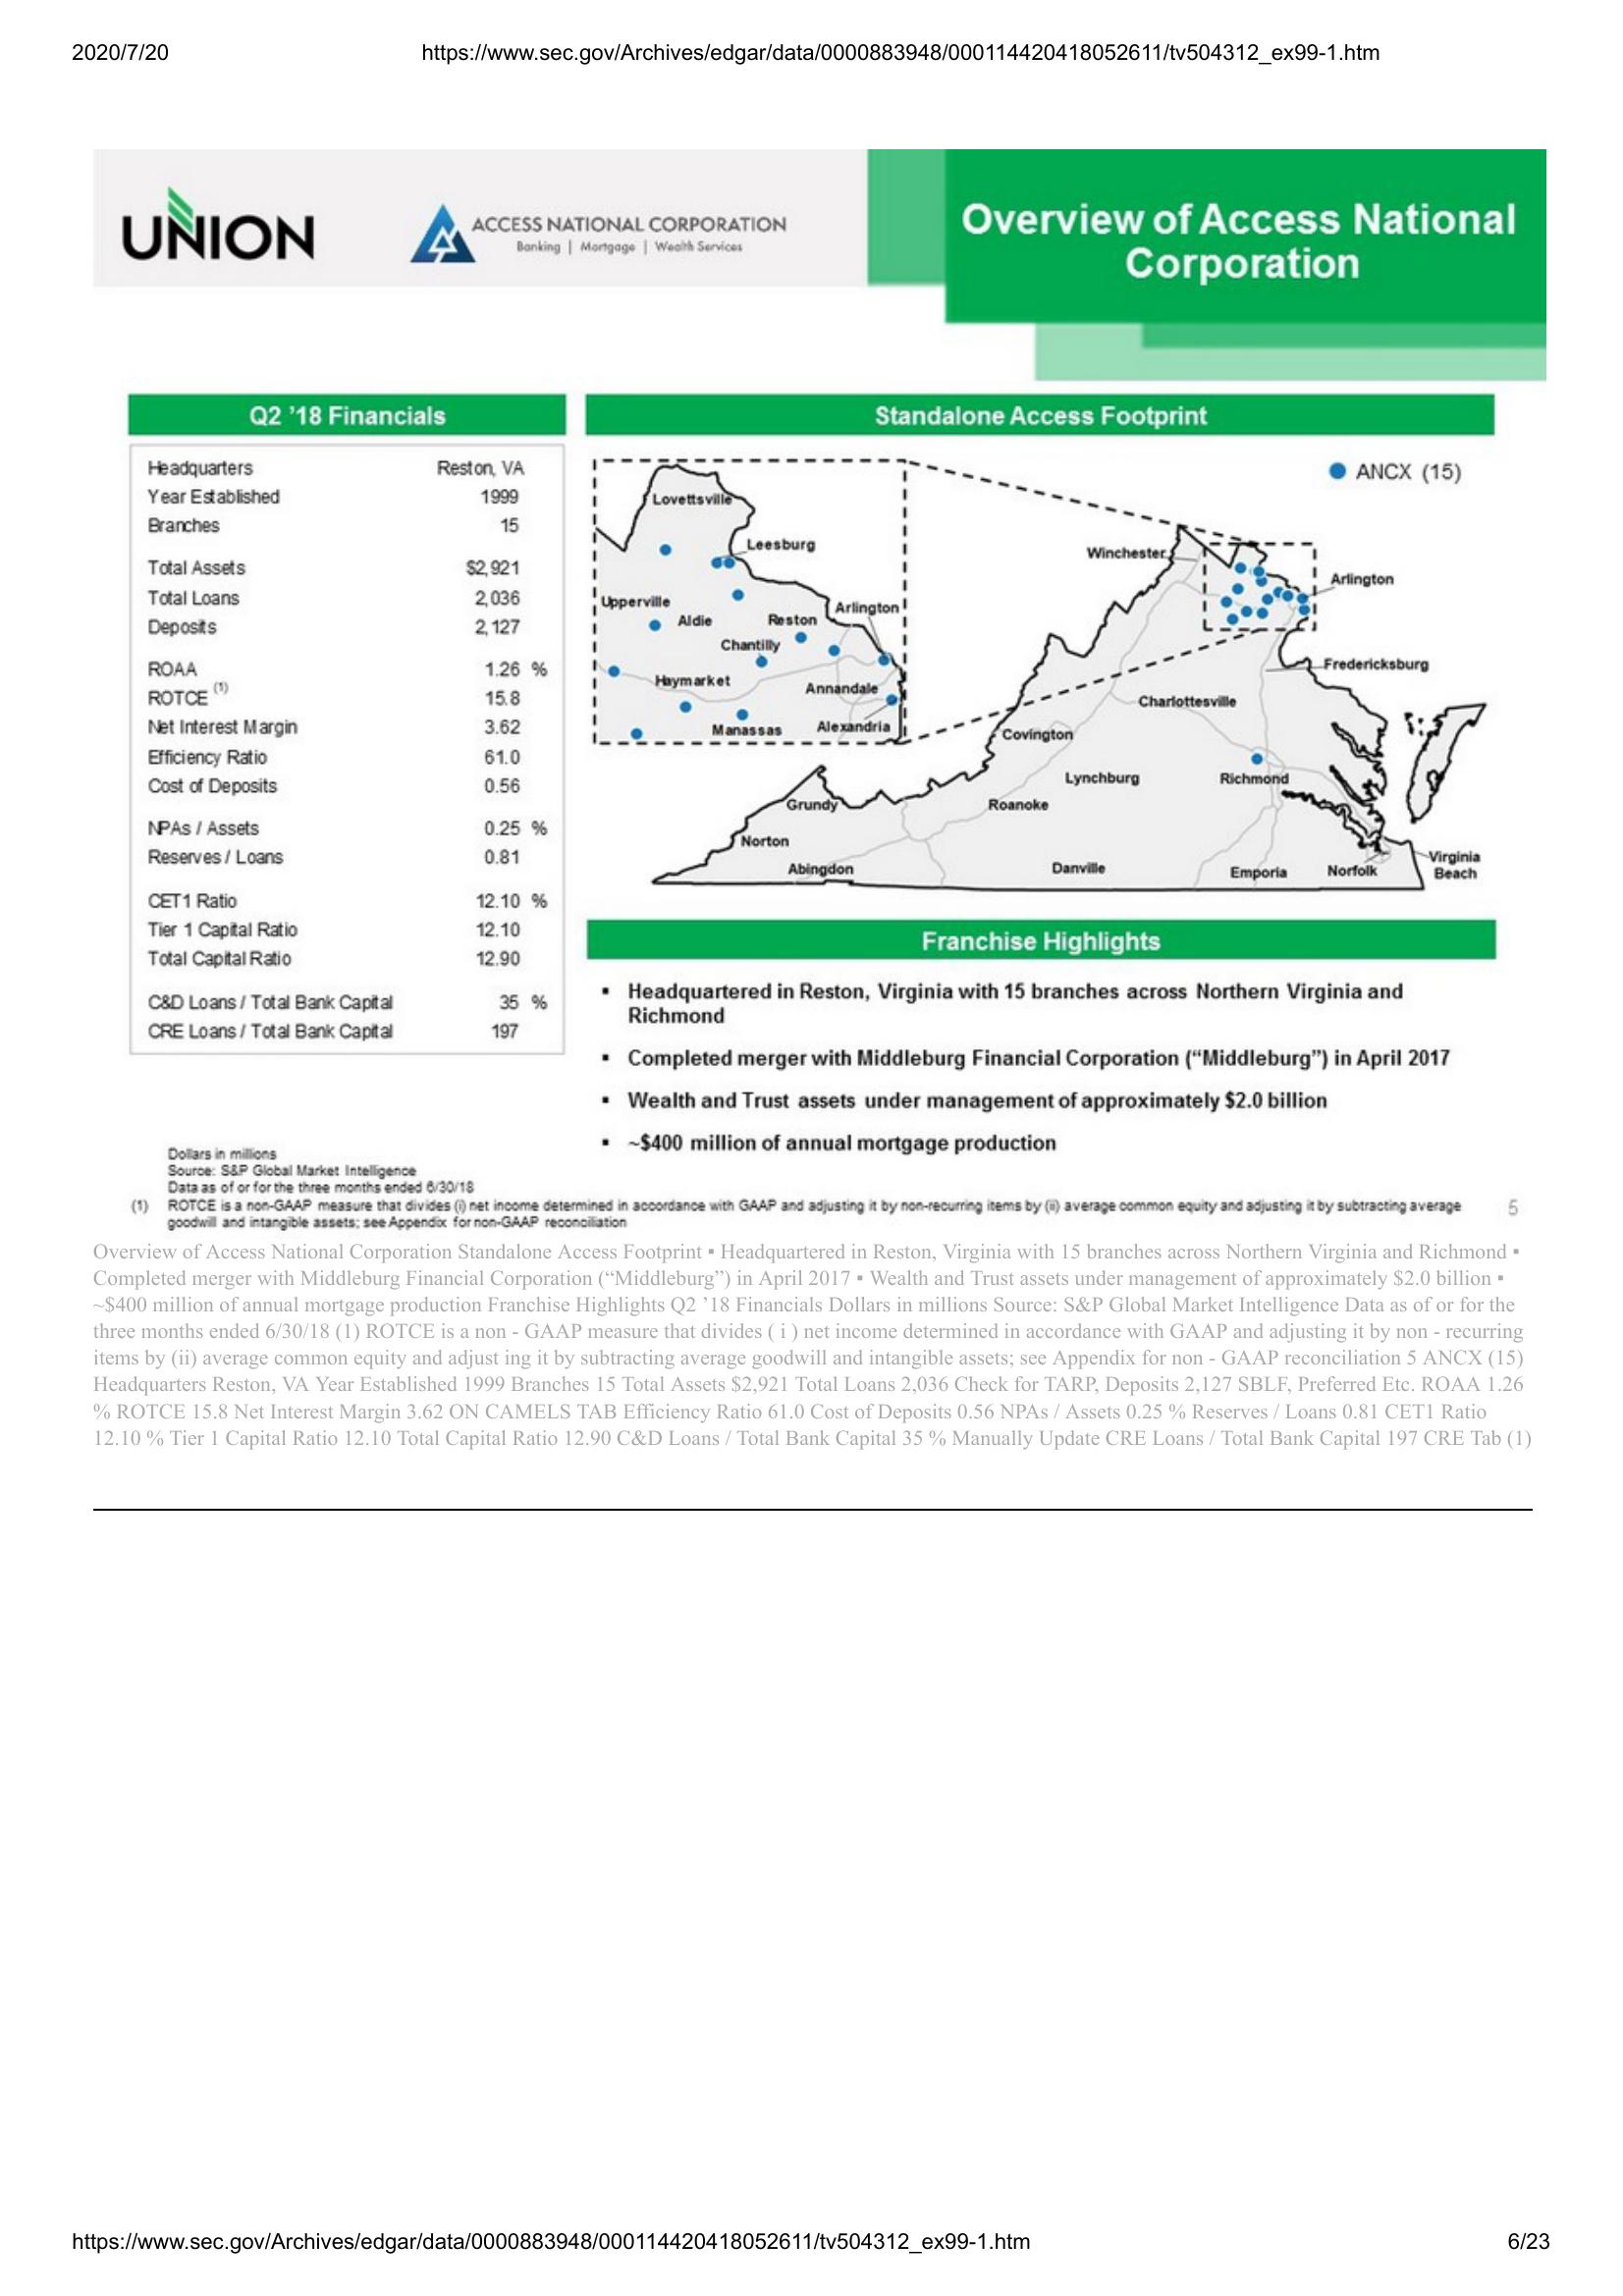 2020/7/20 https://www.sec.gov/Archives/edgar/data/0000883948/000114420418052611/tv504312_ex99-1.htm
UNION
ACCESS NATIONAL CORPORATION
Banking | Mortgage | Wealth Services
Overview of Access National
Corporation
Q2 ’18 Financials
Headquarters Reston, VA
Year Established 1999
Branches 15
Total Assets $2,921
Total Loans 2,036
Deposits 2,127
ROAA 1.26 %
ROTCE (1) 15.8
Net Interest Margin 3.62
Efficiency Ratio 61.0
Cost of Deposits 0.56
NPAs / Assets 0.25 %
Reserves / Loans 0.81
CET1 Ratio 12.10 %
Tier 1 Capital Ratio 12.10
Total Capital Ratio 12.90
C&D Loans / Total Bank Capital 35 %
CRE Loans / Total Bank Capital 197
Standalone Access Footprint
ANCX (15)
Lovettsville
Leesburg
Upperville
Aldie
Reston
Arlington
Chantilly
Haymarket
Annandale
Manassas
Alexandria
Winchester
Arlington
Fredericksburg
Charlottesville
Covington
Lynchburg
Richmond
Grundy
Roanoke
Norton
Abingdon
Danville
Emporia
Norfolk
Virginia
Beach
Franchise Highlights
▪ Headquartered in Reston, Virginia with 15 branches across Northern Virginia and
Richmond
▪ Completed merger with Middleburg Financial Corporation (“Middleburg”) in April 2017
▪ Wealth and Trust assets under management of approximately $2.0 billion
▪ ~$400 million of annual mortgage production
Dollars in millions
Source: S&P Global Market Intelligence
Data as of or for the three months ended 6/30/18
(1) ROTCE is a non-GAAP measure that divides (i) net income determined in accordance with GAAP and adjusting it by non-recurring items by (ii) average common equity and adjusting it by subtracting average
goodwill and intangible assets; see Appendix for non-GAAP reconciliation
5
Overview of Access National Corporation Standalone Access Footprint ▪ Headquartered in Reston, Virginia with 15 branches across Northern Virginia and Richmond ▪
Completed merger with Middleburg Financial Corporation (“Middleburg”) in April 2017 ▪ Wealth and Trust assets under management of approximately $2.0 billion ▪
~$400 million of annual mortgage production Franchise Highlights Q2 ’18 Financials Dollars in millions Source: S&P Global Market Intelligence Data as of or for the
three months ended 6/30/18 (1) ROTCE is a non - GAAP measure that divides ( i ) net income determined in accordance with GAAP and adjusting it by non - recurring
items by (ii) average common equity and adjust ing it by subtracting average goodwill and intangible assets; see Appendix for non - GAAP reconciliation 5 ANCX (15)
Headquarters Reston, VA Year Established 1999 Branches 15 Total Assets $2,921 Total Loans 2,036 Check for TARP, Deposits 2,127 SBLF, Preferred Etc. ROAA 1.26
% ROTCE 15.8 Net Interest Margin 3.62 ON CAMELS TAB Efficiency Ratio 61.0 Cost of Deposits 0.56 NPAs / Assets 0.25 % Reserves / Loans 0.81 CET1 Ratio
12.10 % Tier 1 Capital Ratio 12.10 Total Capital Ratio 12.90 C&D Loans / Total Bank Capital 35 % Manually Update CRE Loans / Total Bank Capital 197 CRE Tab (1)
https://www.sec.gov/Archives/edgar/data/0000883948/000114420418052611/tv504312_ex99-1.htm 6/23